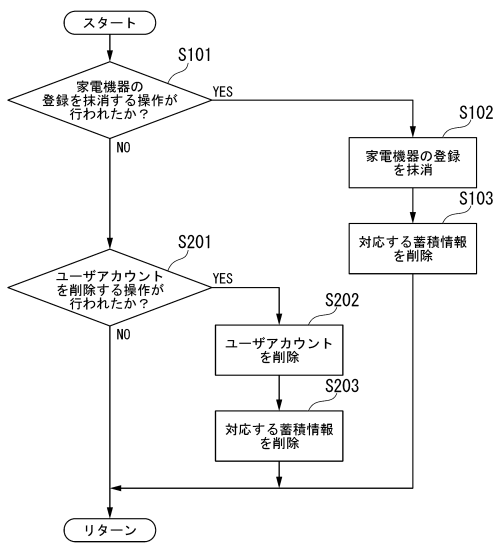 スタート
S101
家電機器の
登録を抹消する操作が
行われたか？
YES
NO
S102
家電機器の登録
を抹消
S103
対応する蓄積情報
を削除
S201
ユーザアカウント
を削除する操作が
行われたか？
YES
NO
S202
ユーザアカウント
を削除
S203
対応する蓄積情報
を削除
リターン